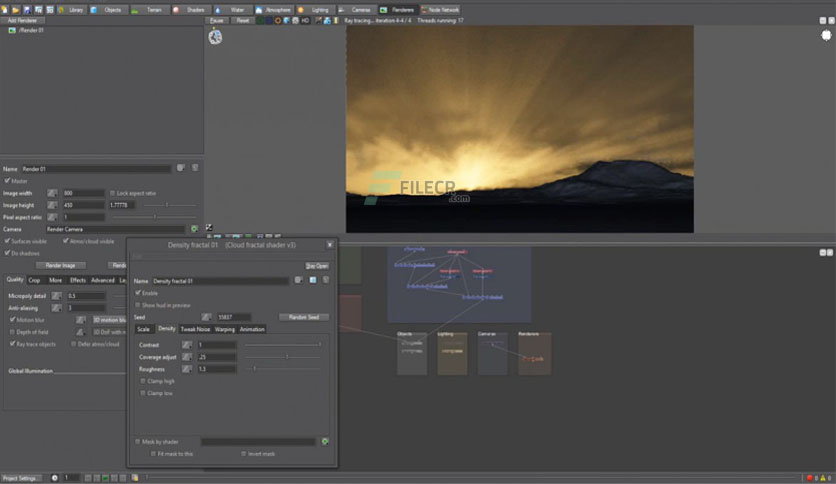 Library Objects Terrain Shaders Water Atmosphere Lighting Cameras Renderers Node Network
Add Renderer
Pause Reset HD Ray tracing... Iteration 4-4 / 4 Threads running: 17
/Render 01
FILECR
.com
Name Render 01
Master
Image width 800 Lock aspect ratio
Image height 450 1.77778
Pixel aspect ratio 1
Camera Render Camera
Surfaces visible Atmo/cloud visible
Do shadows
Render Image
Quality Crop More Effects Advanced
Micropoly detail 0.5
Anti-aliasing 3
Motion blur 3D motion
Depth of field DoF with
Ray trace objects Defer atmo/cloud
Global Illumination
Density fractal 01 (Cloud fractal shader v3)
Stay Open
Name Density fractal 01
Enable
Show hud in preview
Seed 55837 Random Seed
Scale Density Tweak Noise Warping Animation
Contrast 1
Coverage adjust .25
Roughness 1.3
Clamp high
Clamp low
Mask by shader
Fit mask to this Invert mask
Objects Lighting Cameras Renderers
Project Settings... 1